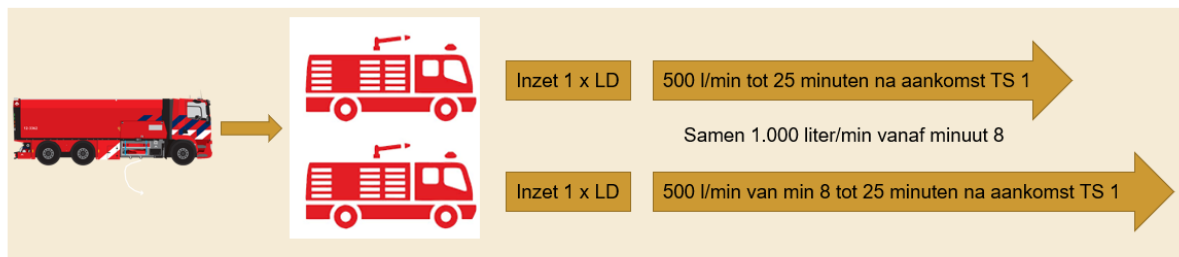 Inzet 1 x LD
500 l/min tot 25 minuten na aankomst TS 1
Samen 1.000 liter/min vanaf minuut 8
Inzet 1 x LD
500 l/min van min 8 tot 25 minuten na aankomst TS 1